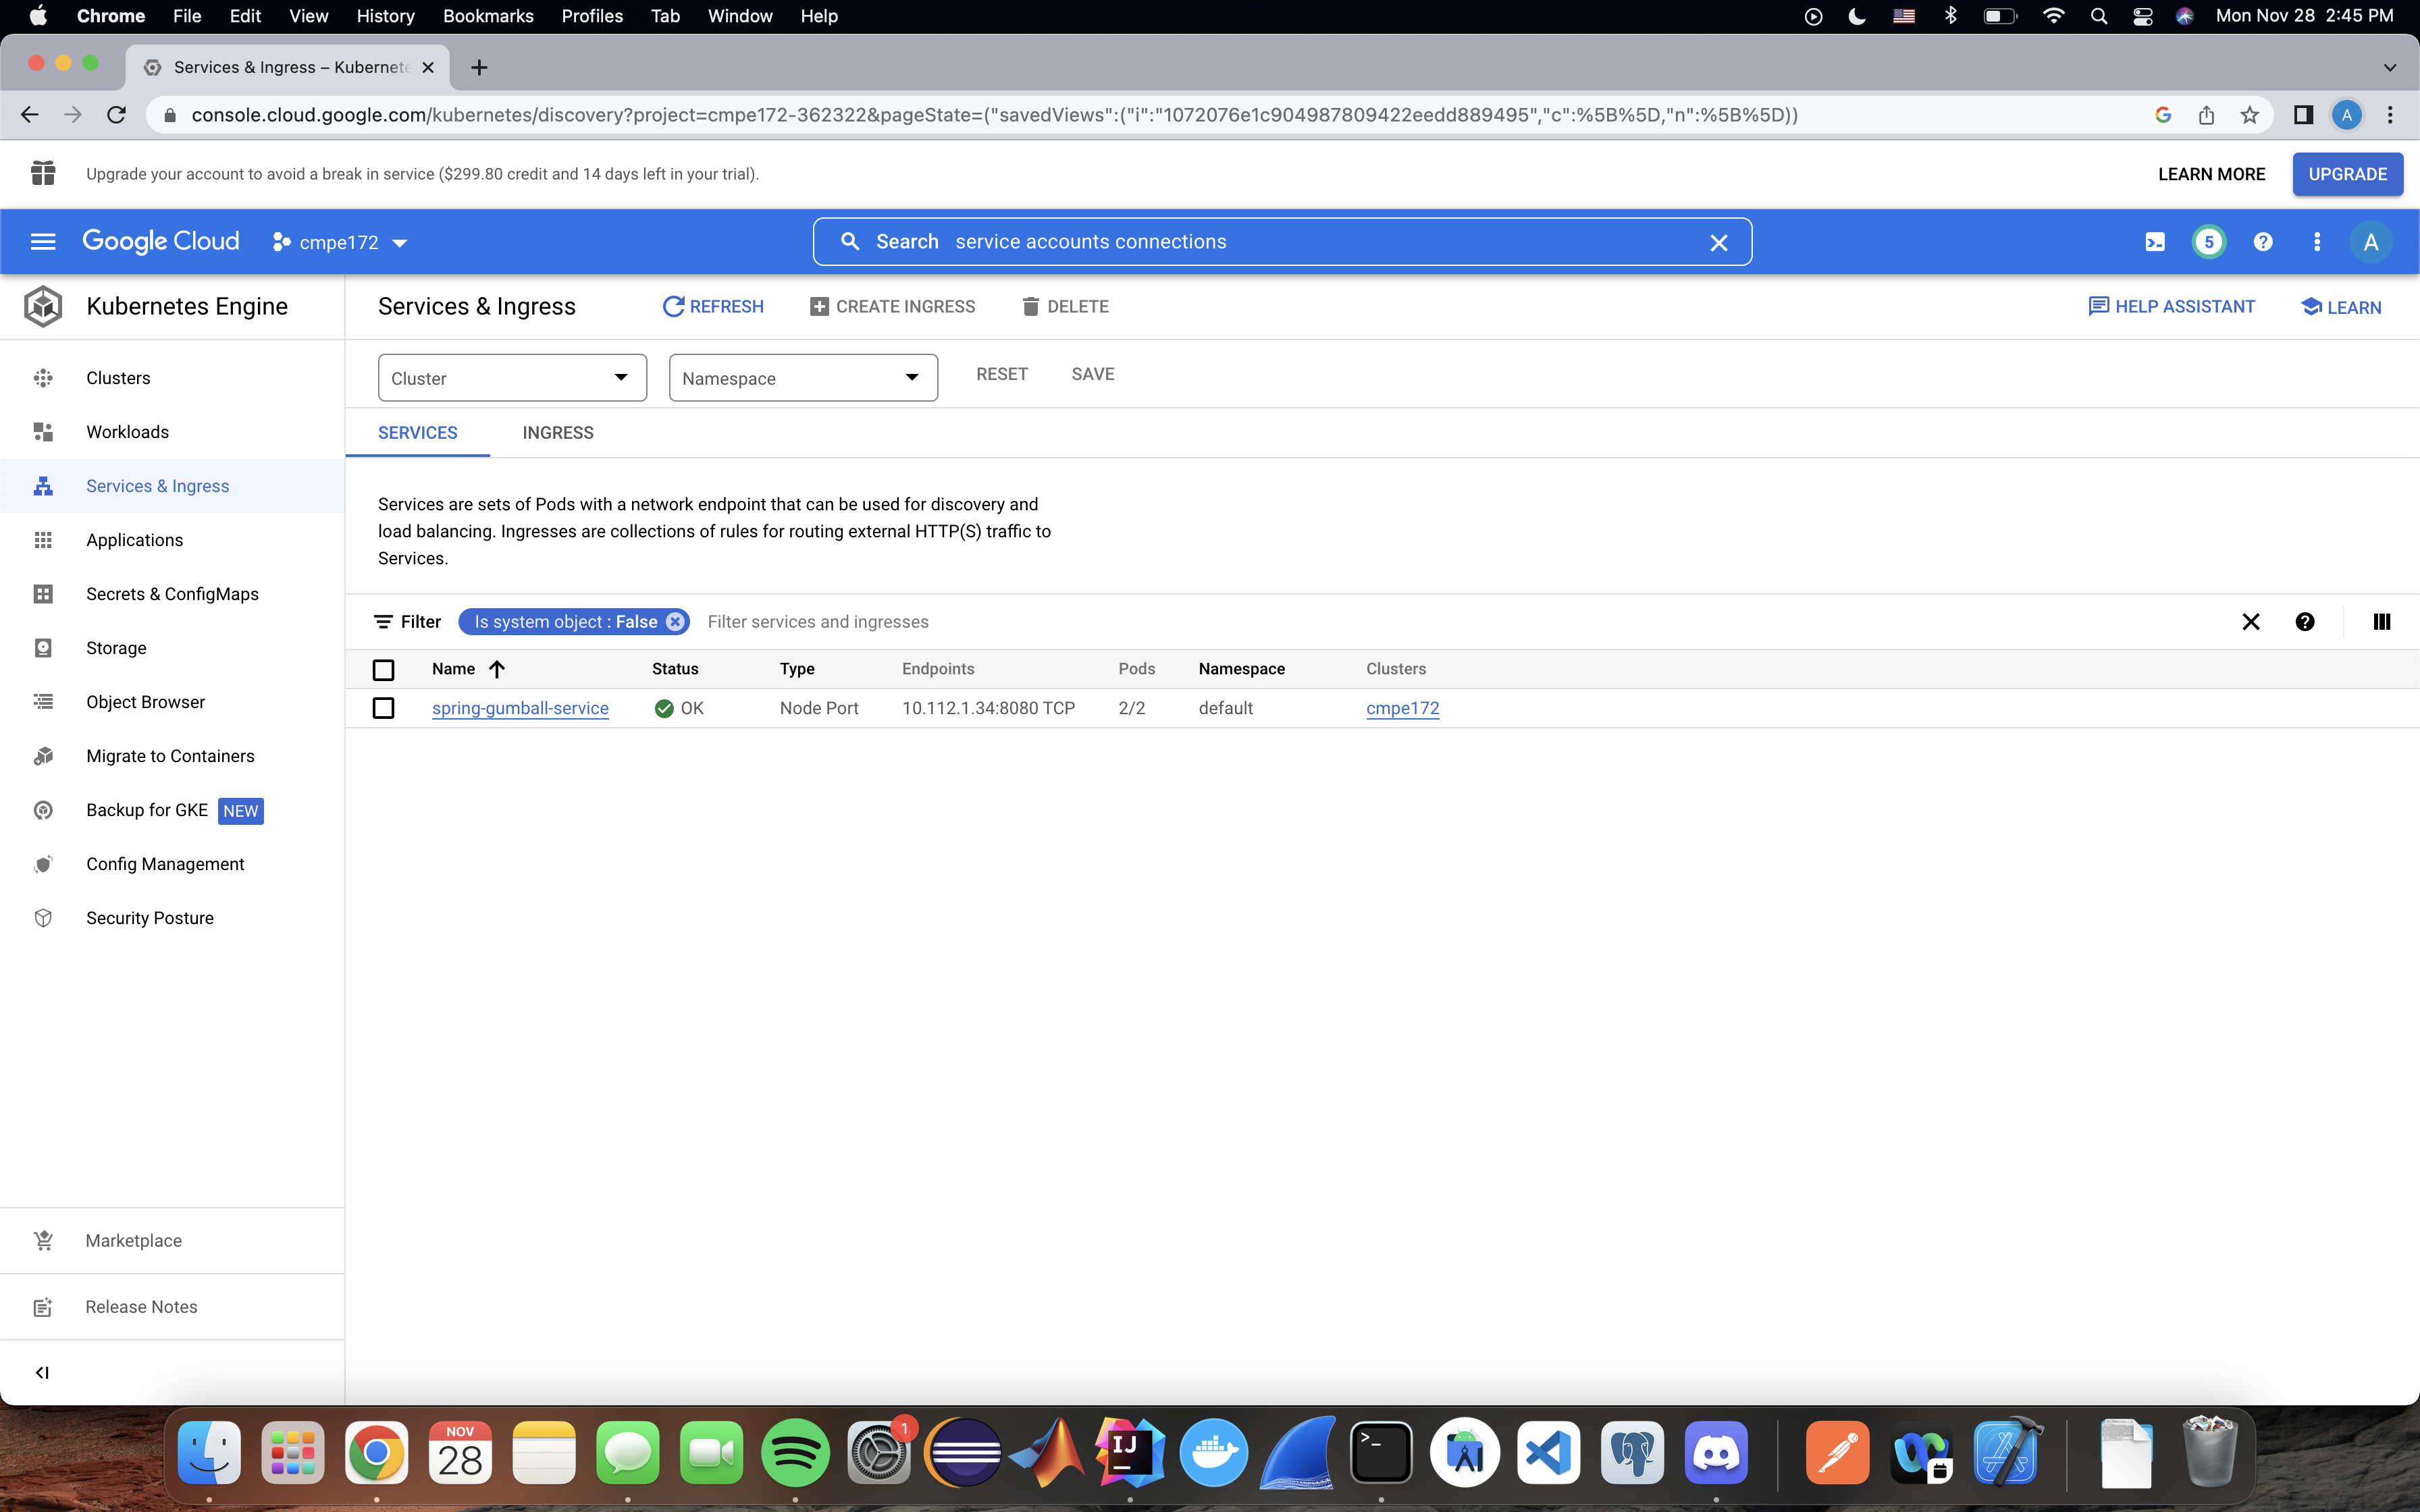 Chrome File Edit View History Bookmarks Profiles Tab Window Help Mon Nov 28 2:45 PM
Services & Ingress – Kubernete
console.cloud.google.com/kubernetes/discovery?project=cmpe172-362322&pageState=("savedViews":("i":"1072076e1c904987809422eedd889495","c":%5B%5D,"n":%5B%5D)) G A
Upgrade your account to avoid a break in service ($299.80 credit and 14 days left in your trial). LEARN MORE UPGRADE
Google Cloud cmpe172 Search service accounts connections 5 A
Kubernetes Engine
Services & Ingress REFRESH CREATE INGRESS DELETE HELP ASSISTANT LEARN
Clusters
Workloads
Services & Ingress
Applications
Secrets & ConfigMaps
Storage
Object Browser
Migrate to Containers
Backup for GKE NEW
Config Management
Security Posture
Marketplace
Release Notes
Cluster Namespace RESET SAVE
SERVICES INGRESS
Services are sets of Pods with a network endpoint that can be used for discovery and
load balancing. Ingresses are collections of rules for routing external HTTP(S) traffic to
Services.
Filter Is system object : False Filter services and ingresses
Name Status Type Endpoints Pods Namespace Clusters
spring-gumball-service OK Node Port 10.112.1.34:8080 TCP 2/2 default cmpe172
NOV
28
1
IJ
>_